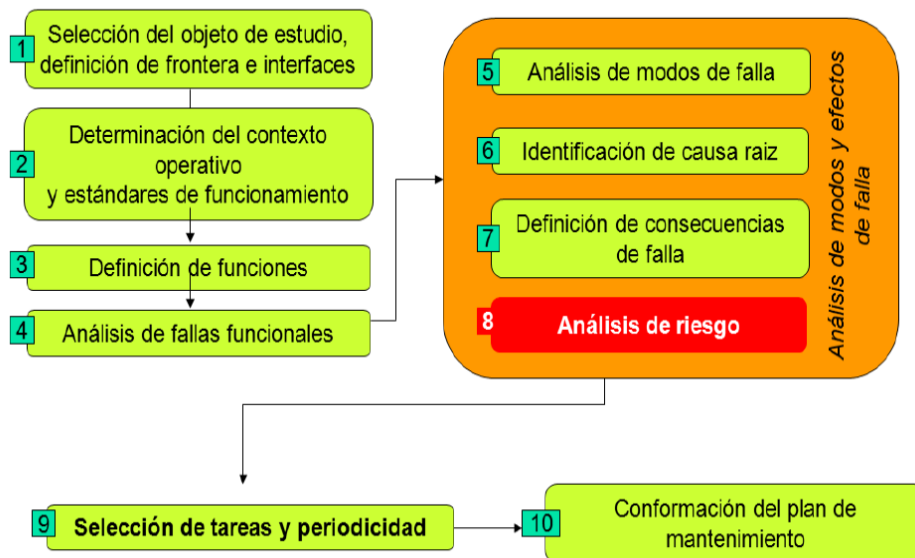 1
Selección del objeto de estudio,
definición de frontera e interfaces
2
Determinación del contexto
operativo
y estándares de funcionamiento
3
Definición de funciones
4
Análisis de fallas funcionales
5
Análisis de modos de falla
6
Identificación de causa raiz
7
Definición de consecuencias
de falla
8
Análisis de riesgo
Análisis de modos y efectos
de falla
9
Selección de tareas y periodicidad
10
Conformación del plan de
mantenimiento